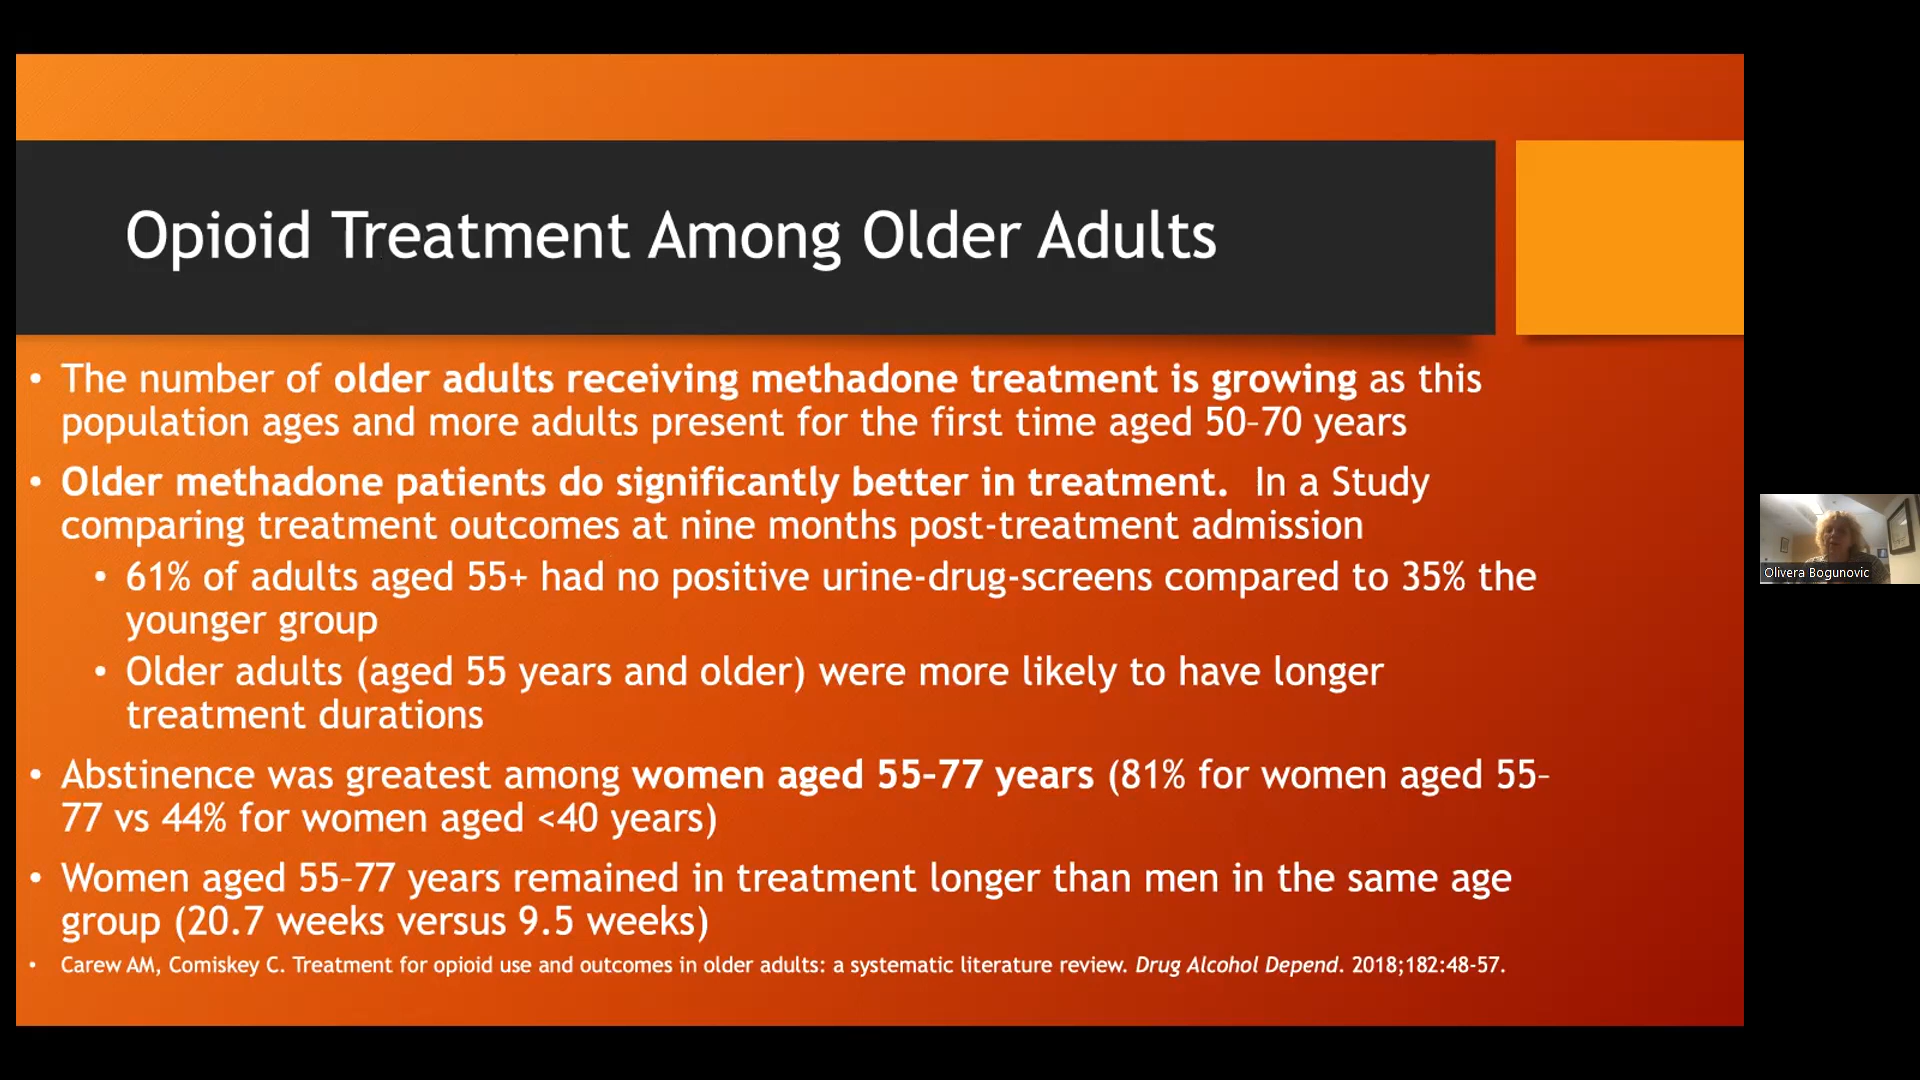 Opioid Treatment Among Older Adults
• The number of older adults receiving methadone treatment is growing as this
population ages and more adults present for the first time aged 50–70 years
• Older methadone patients do significantly better in treatment.  In a Study
comparing treatment outcomes at nine months post-treatment admission
• 61% of adults aged 55+ had no positive urine-drug-screens compared to 35% the
younger group
• Older adults (aged 55 years and older) were more likely to have longer
treatment durations
• Abstinence was greatest among women aged 55–77 years (81% for women aged 55–
77 vs 44% for women aged <40 years)
• Women aged 55–77 years remained in treatment longer than men in the same age
group (20.7 weeks versus 9.5 weeks)
• Carew AM, Comiskey C. Treatment for opioid use and outcomes in older adults: a systematic literature review. Drug Alcohol Depend. 2018;182:48-57.
Olivera Bogunovic